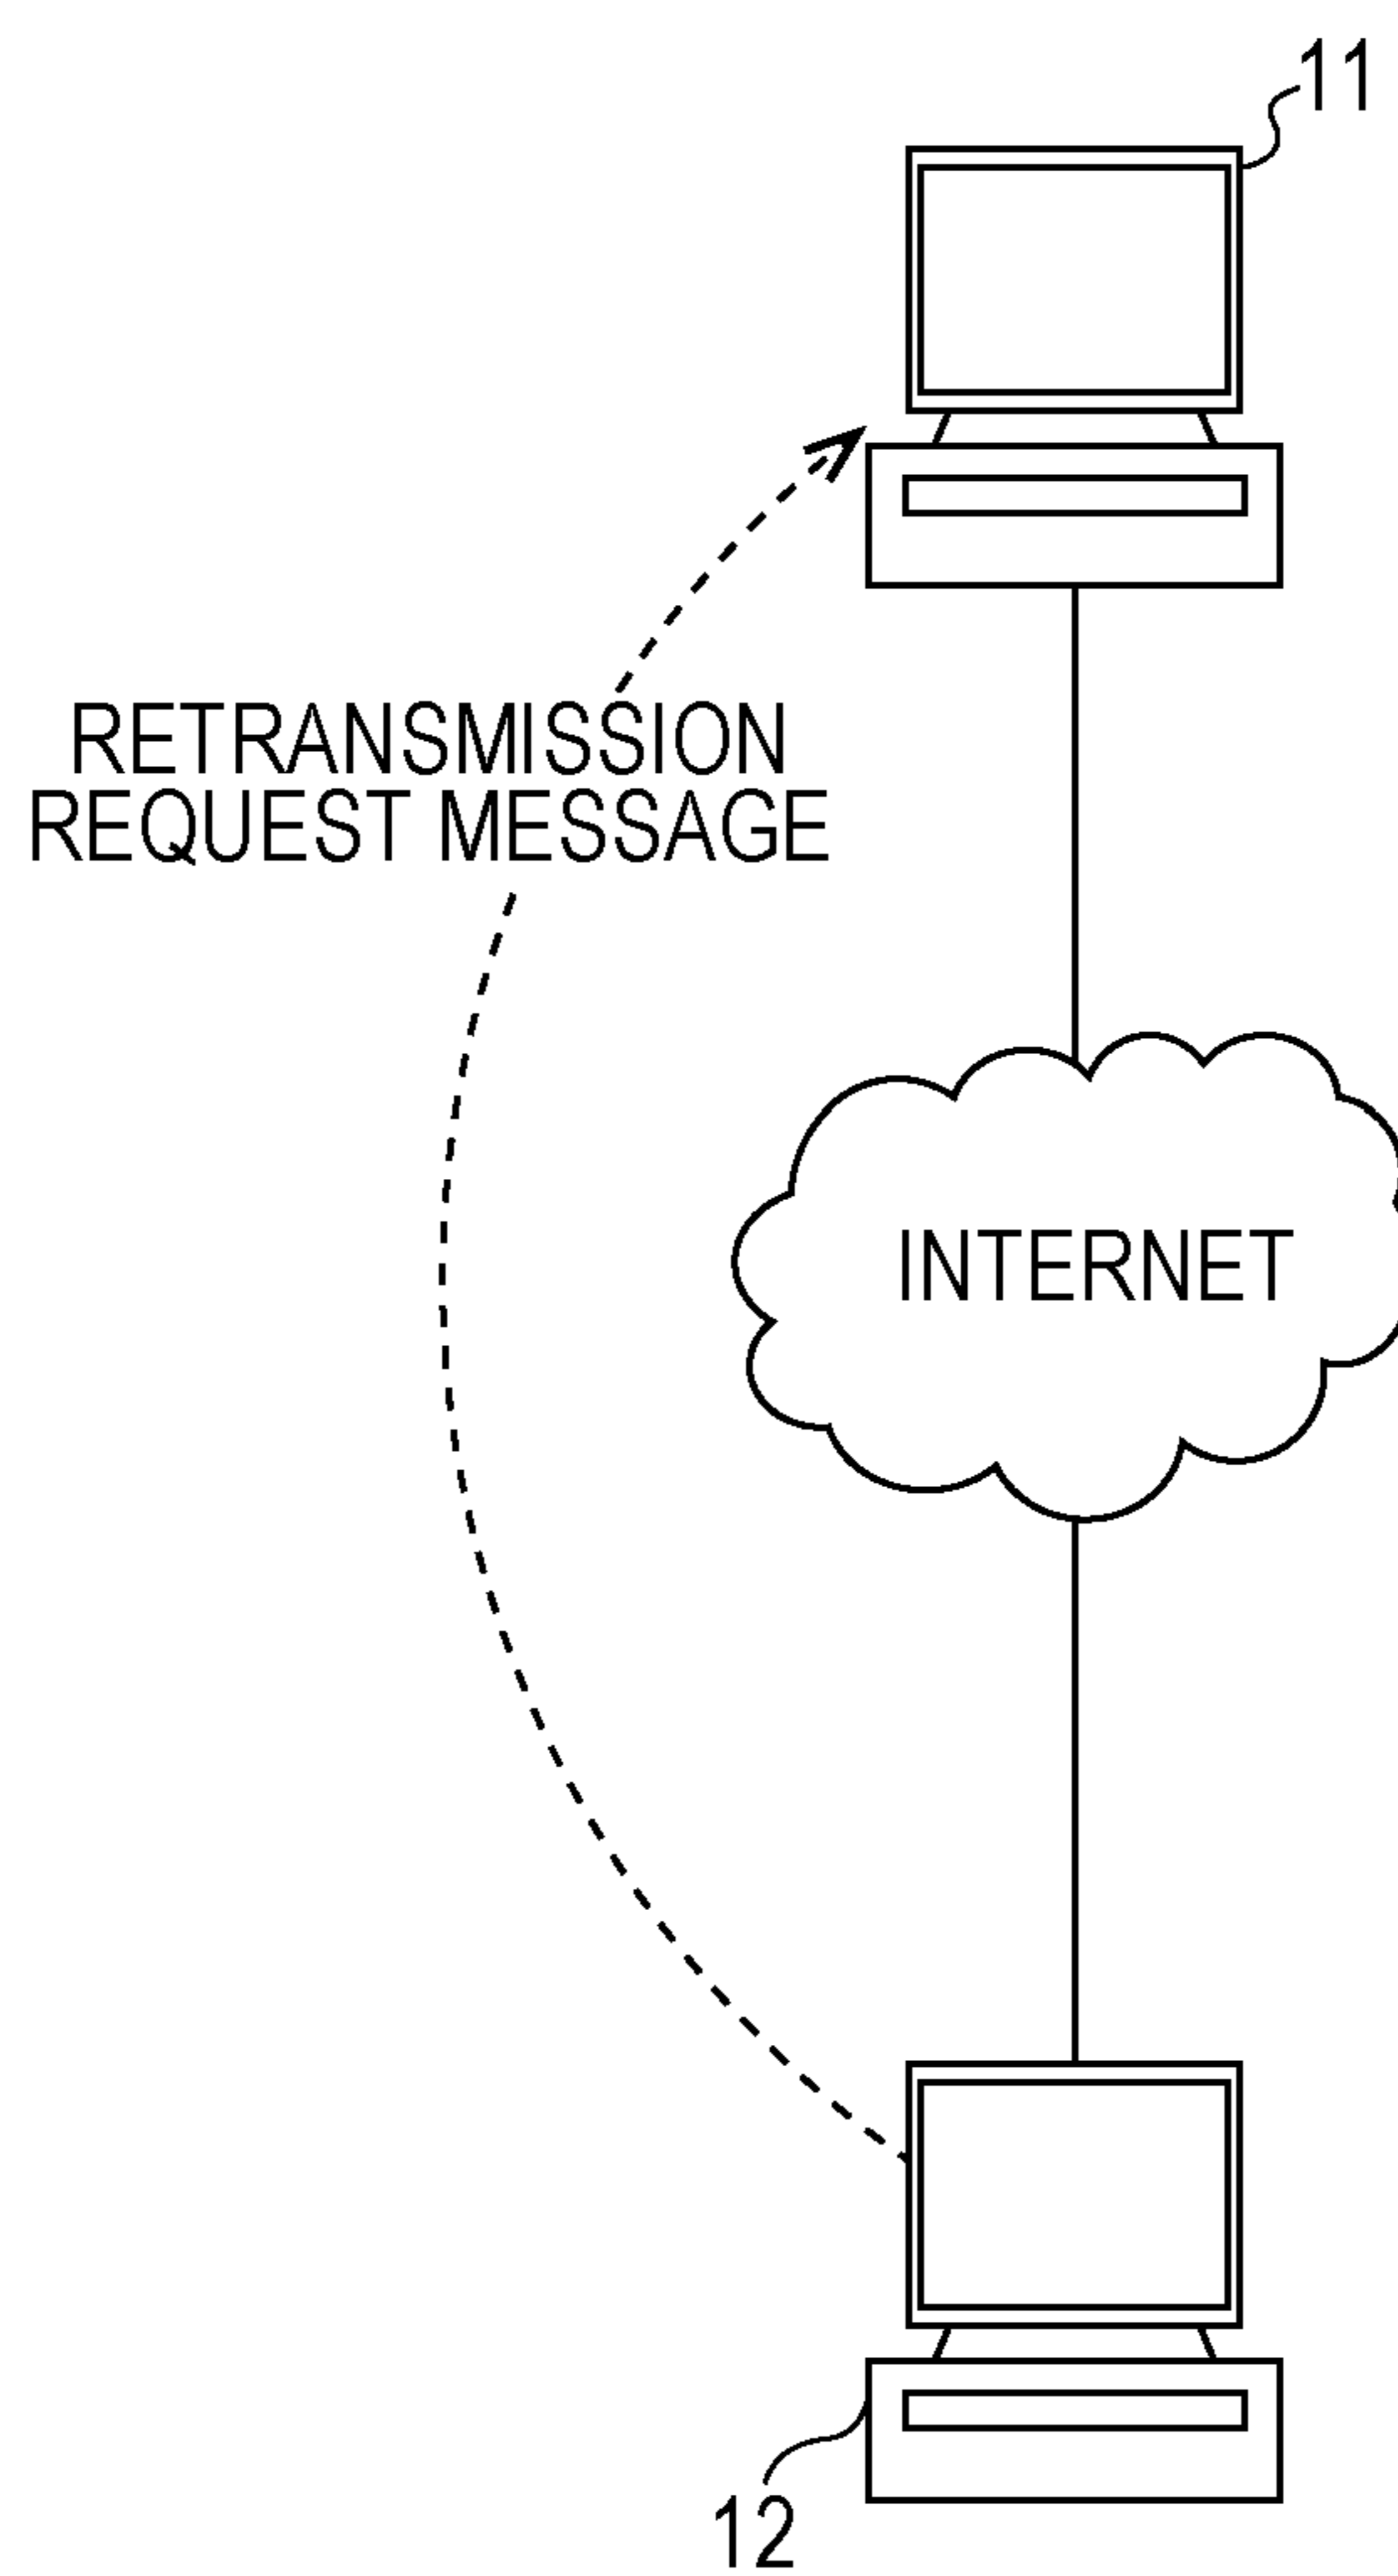 11
RETRANSMISSION
REQUEST MESSAGE
INTERNET
12